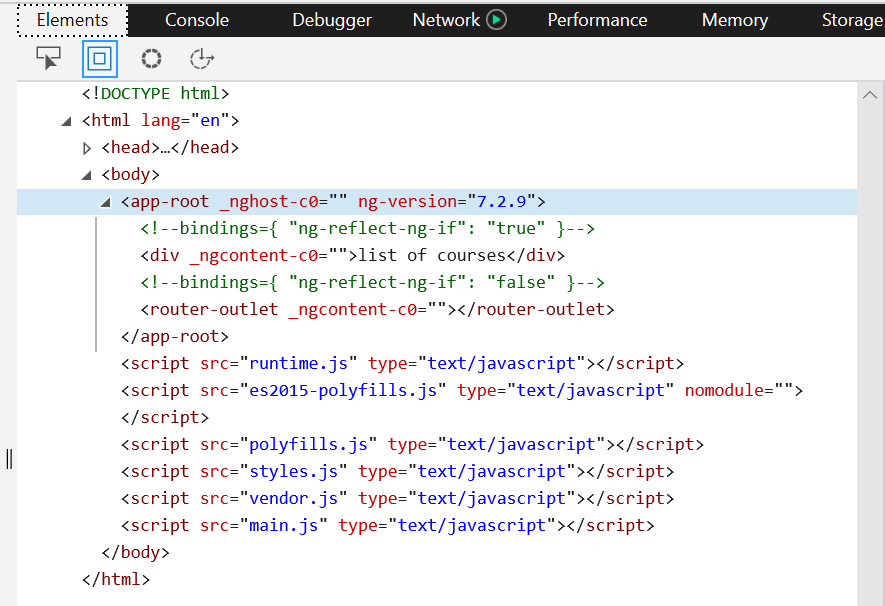 Elements Console Debugger Network Performance Memory Storage
<!DOCTYPE html>
<html lang="en">
<head>…</head>
<body>
<app-root _nghost-c0="" ng-version="7.2.9">
<!--bindings={ "ng-reflect-ng-if": "true" }-->
<div _ngcontent-c0="">list of courses</div>
<!--bindings={ "ng-reflect-ng-if": "false" }-->
<router-outlet _ngcontent-c0=""></router-outlet>
</app-root>
<script src="runtime.js" type="text/javascript"></script>
<script src="es2015-polyfills.js" type="text/javascript" nomodule="">
</script>
<script src="polyfills.js" type="text/javascript"></script>
<script src="styles.js" type="text/javascript"></script>
<script src="vendor.js" type="text/javascript"></script>
<script src="main.js" type="text/javascript"></script>
</body>
</html>